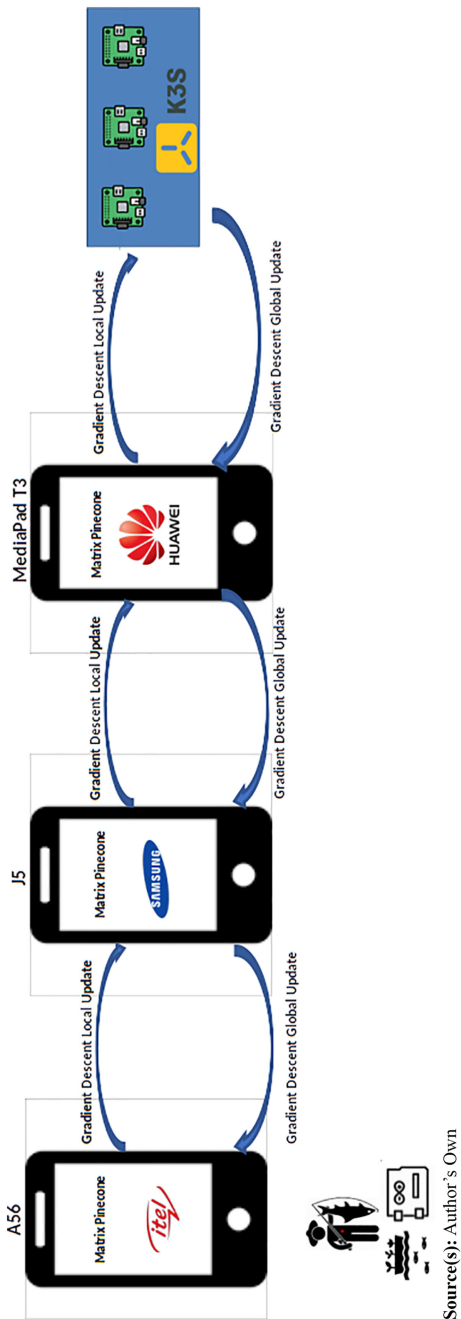 A56
J5
MediaPad T3
Matrix Pinecone
itel
Matrix Pinecone
SAMSUNG
Matrix Pinecone
HUAWEI
K3S
Gradient Descent Local Update
Gradient Descent Local Update
Gradient Descent Local Update
Gradient Descent Global Update
Gradient Descent Global Update
Gradient Descent Global Update
Source(s): Author's Own